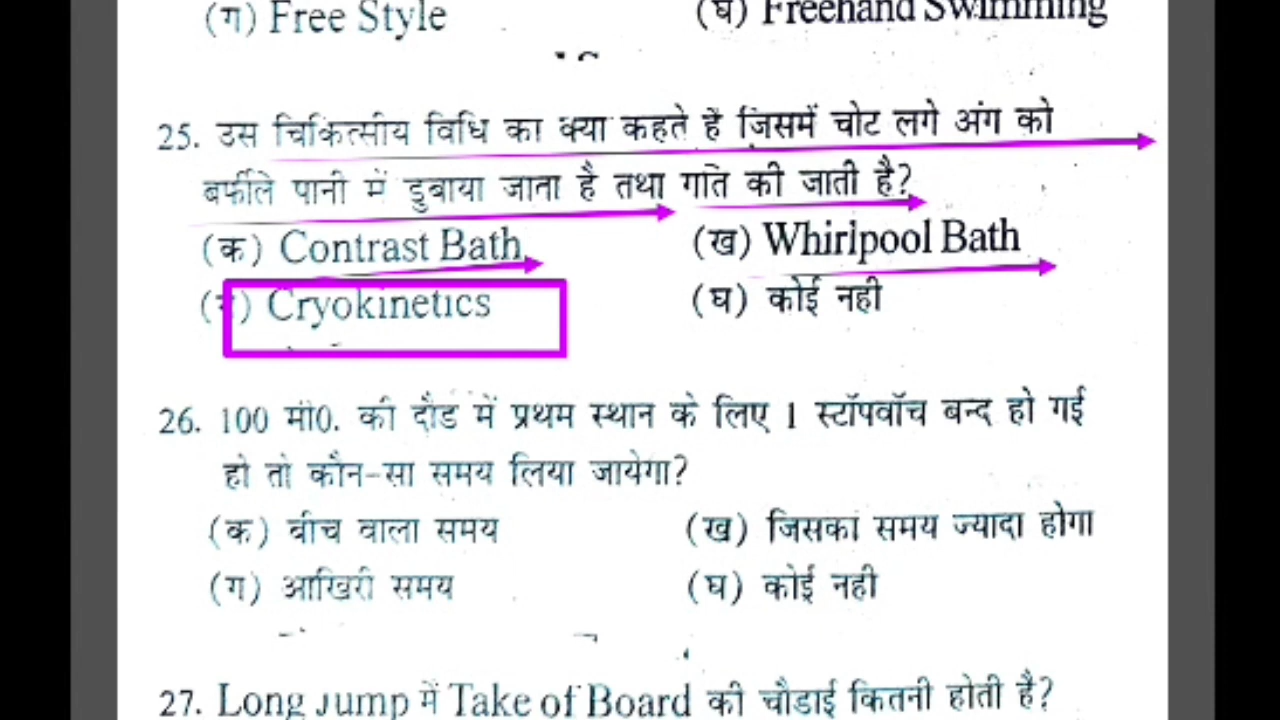 (ग) Free Style (घ) Freehand Swimming
25. उस चिकित्सीय विधि का क्या कहते है जिसमें चोट लगे अंग को
बर्फीले पानी में डुबाया जाता है तथा गति की जाती है?
(क) Contrast Bath (ख) Whirlpool Bath
(ग) Cryokinetics (घ) कोई नही
26. 100 मी0. की दौड में प्रथम स्थान के लिए 1 स्टॉपवॉच बन्द हो गई
हो तो कौन-सा समय लिया जायेगा?
(क) बीच वाला समय (ख) जिसका समय ज्यादा होगा
(ग) आखिरी समय (घ) कोई नही
27. Long Jump में Take of Board की चौडाई कितनी होती है?